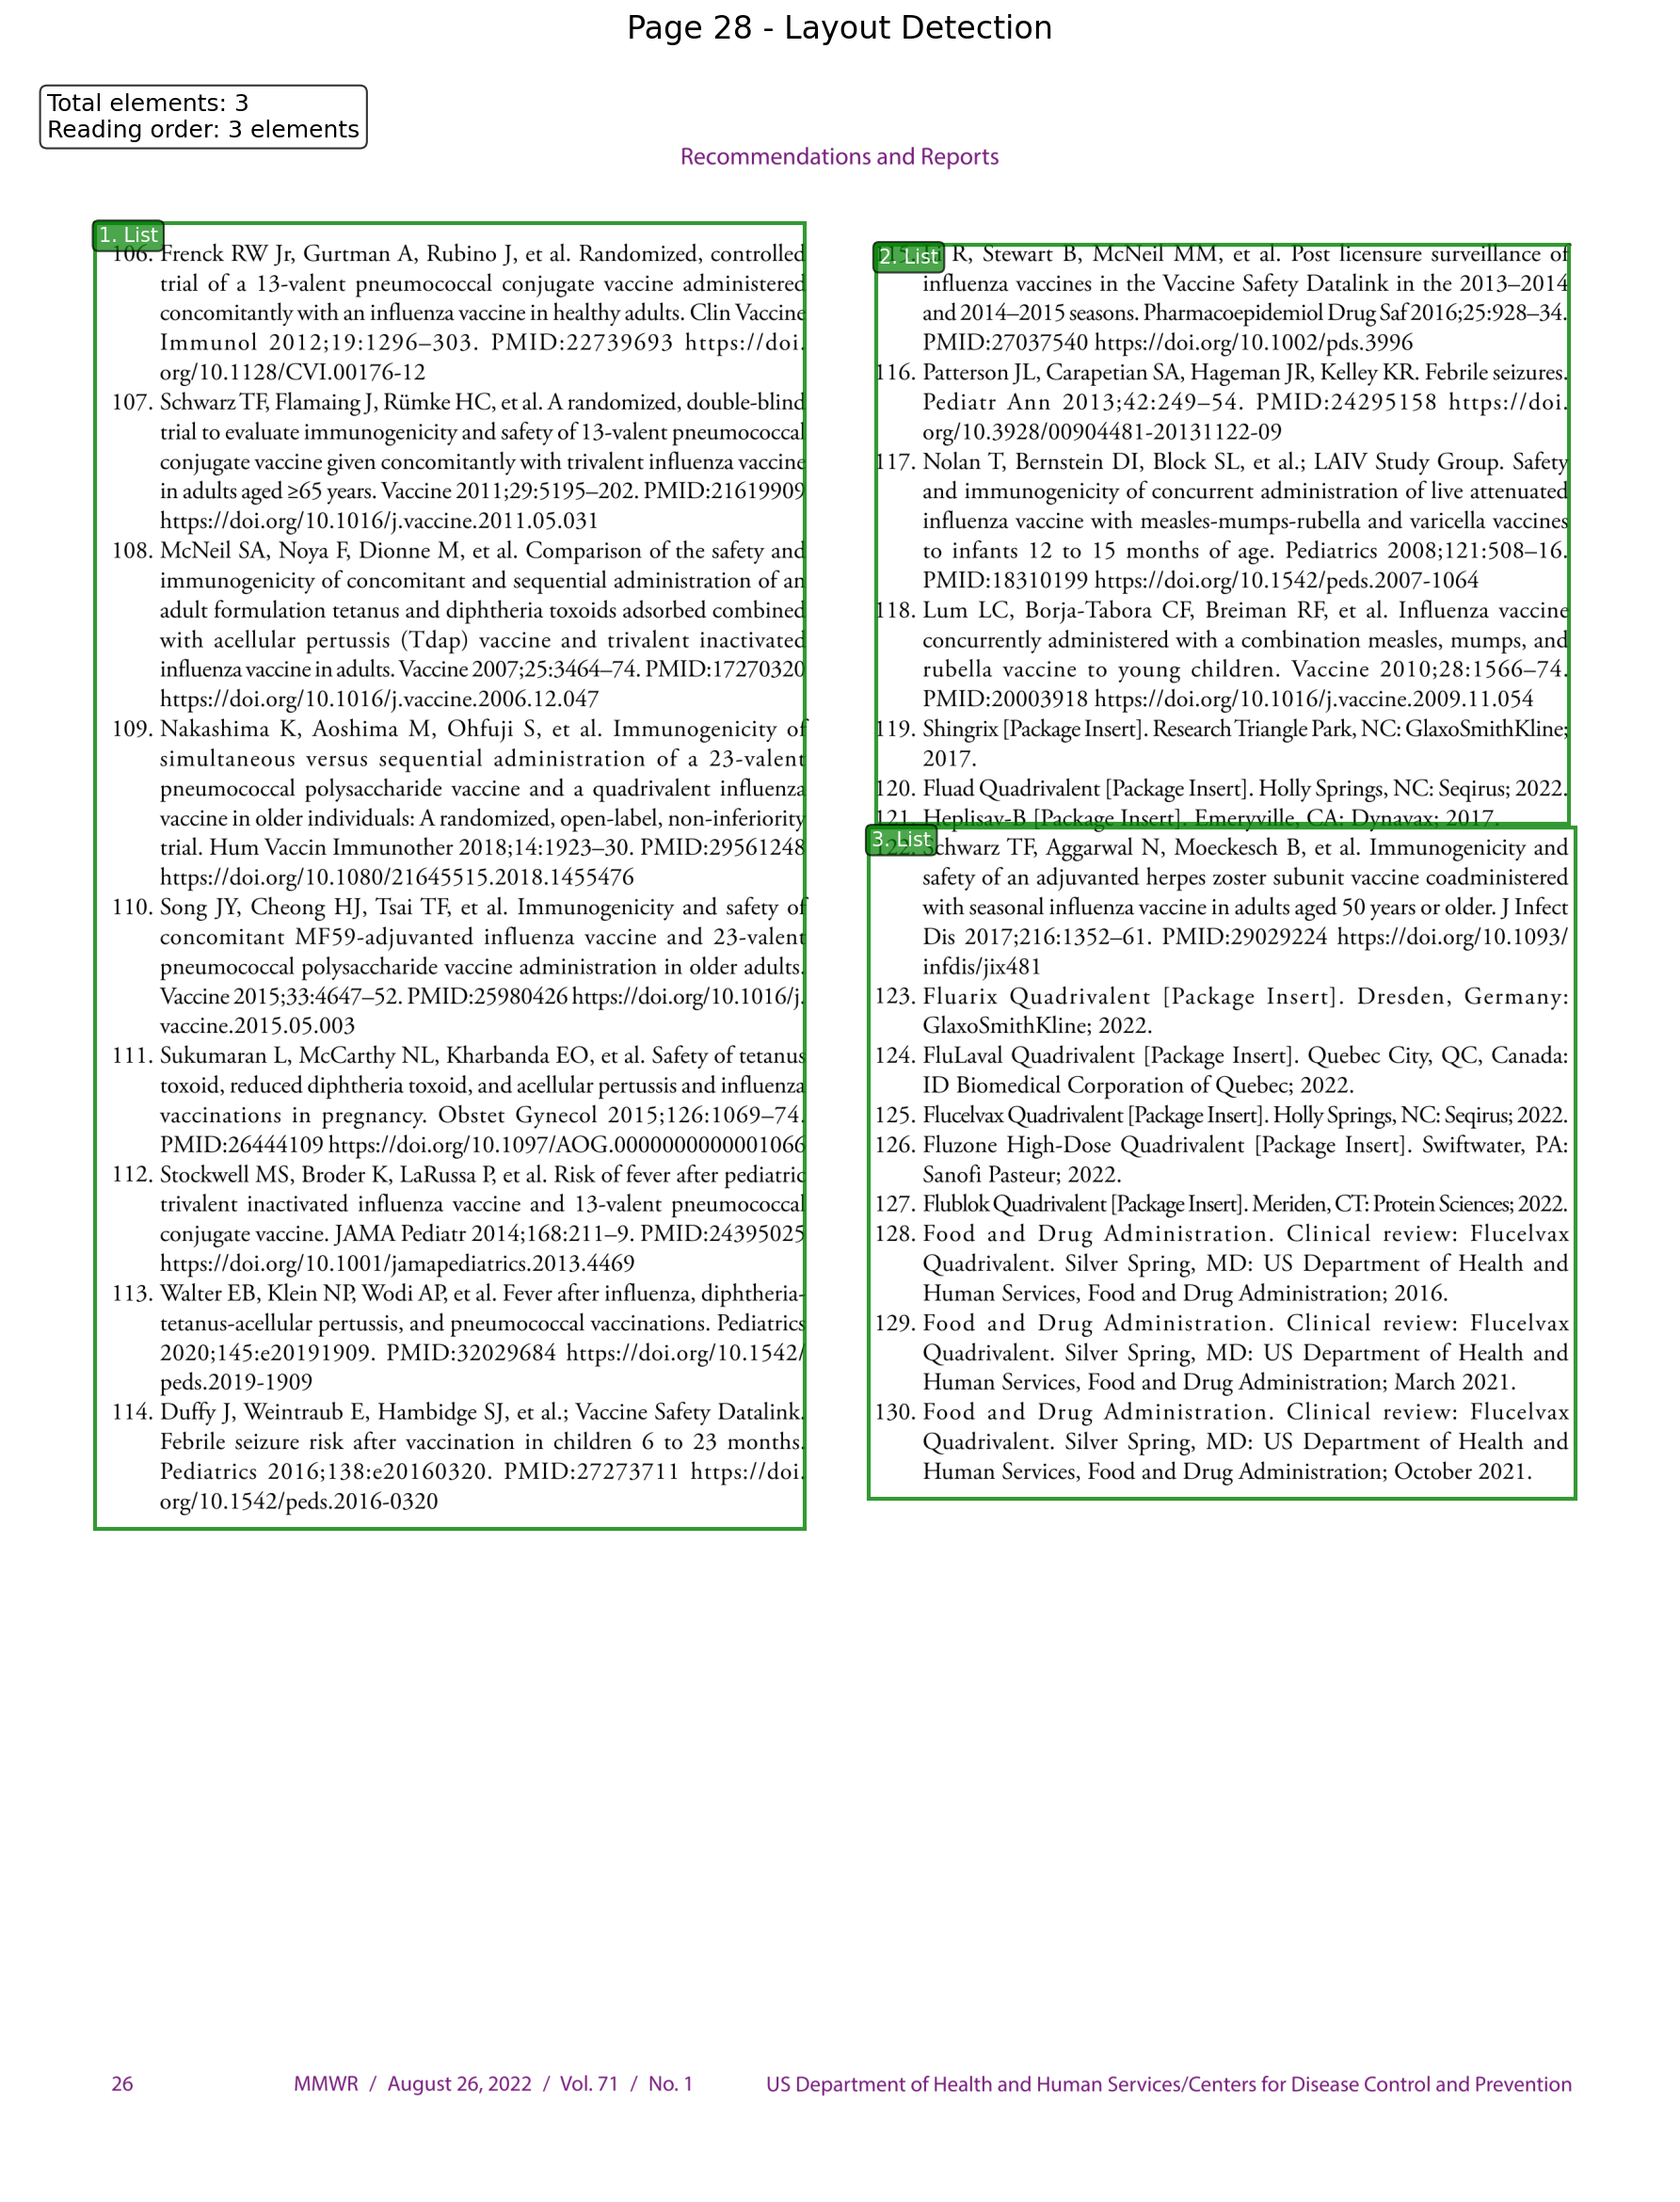 Page 28 - Layout Detection
Total elements: 3
Reading order: 3 elements
Recommendations and Reports
1. List
106. Frenck RW Jr, Gurtman A, Rubino J, et al. Randomized, controlled
trial of a 13-valent pneumococcal conjugate vaccine administered
concomitantly with an influenza vaccine in healthy adults. Clin Vaccine
Immunol 2012;19:1296–303. PMID:22739693 https://doi.
org/10.1128/CVI.00176-12
107. Schwarz TF, Flamaing J, Rümke HC, et al. A randomized, double-blind
trial to evaluate immunogenicity and safety of 13-valent pneumococcal
conjugate vaccine given concomitantly with trivalent influenza vaccine
in adults aged ≥65 years. Vaccine 2011;29:5195–202. PMID:21619909
https://doi.org/10.1016/j.vaccine.2011.05.031
108. McNeil SA, Noya F, Dionne M, et al. Comparison of the safety and
immunogenicity of concomitant and sequential administration of an
adult formulation tetanus and diphtheria toxoids adsorbed combined
with acellular pertussis (Tdap) vaccine and trivalent inactivated
influenza vaccine in adults. Vaccine 2007;25:3464–74. PMID:17270320
https://doi.org/10.1016/j.vaccine.2006.12.047
109. Nakashima K, Aoshima M, Ohfuji S, et al. Immunogenicity of
simultaneous versus sequential administration of a 23-valent
pneumococcal polysaccharide vaccine and a quadrivalent influenza
vaccine in older individuals: A randomized, open-label, non-inferiority
trial. Hum Vaccin Immunother 2018;14:1923–30. PMID:29561248
https://doi.org/10.1080/21645515.2018.1455476
110. Song JY, Cheong HJ, Tsai TF, et al. Immunogenicity and safety of
concomitant MF59-adjuvanted influenza vaccine and 23-valent
pneumococcal polysaccharide vaccine administration in older adults.
Vaccine 2015;33:4647–52. PMID:25980426 https://doi.org/10.1016/j.
vaccine.2015.05.003
111. Sukumaran L, McCarthy NL, Kharbanda EO, et al. Safety of tetanus
toxoid, reduced diphtheria toxoid, and acellular pertussis and influenza
vaccinations in pregnancy. Obstet Gynecol 2015;126:1069–74.
PMID:26444109 https://doi.org/10.1097/AOG.0000000000001066
112. Stockwell MS, Broder K, LaRussa P, et al. Risk of fever after pediatric
trivalent inactivated influenza vaccine and 13-valent pneumococcal
conjugate vaccine. JAMA Pediatr 2014;168:211–9. PMID:24395025
https://doi.org/10.1001/jamapediatrics.2013.4469
113. Walter EB, Klein NP, Wodi AP, et al. Fever after influenza, diphtheria-
tetanus-acellular pertussis, and pneumococcal vaccinations. Pediatrics
2020;145:e20191909. PMID:32029684 https://doi.org/10.1542/
peds.2019-1909
114. Duffy J, Weintraub E, Hambidge SJ, et al.; Vaccine Safety Datalink.
Febrile seizure risk after vaccination in children 6 to 23 months.
Pediatrics 2016;138:e20160320. PMID:27273711 https://doi.
org/10.1542/peds.2016-0320
2. List
R, Stewart B, McNeil MM, et al. Post licensure surveillance of
influenza vaccines in the Vaccine Safety Datalink in the 2013–2014
and 2014–2015 seasons. Pharmacoepidemiol Drug Saf 2016;25:928–34.
PMID:27037540 https://doi.org/10.1002/pds.3996
116. Patterson JL, Carapetian SA, Hageman JR, Kelley KR. Febrile seizures.
Pediatr Ann 2013;42:249–54. PMID:24295158 https://doi.
org/10.3928/00904481-20131122-09
117. Nolan T, Bernstein DI, Block SL, et al.; LAIV Study Group. Safety
and immunogenicity of concurrent administration of live attenuated
influenza vaccine with measles-mumps-rubella and varicella vaccines
to infants 12 to 15 months of age. Pediatrics 2008;121:508–16.
PMID:18310199 https://doi.org/10.1542/peds.2007-1064
118. Lum LC, Borja-Tabora CF, Breiman RF, et al. Influenza vaccine
concurrently administered with a combination measles, mumps, and
rubella vaccine to young children. Vaccine 2010;28:1566–74.
PMID:20003918 https://doi.org/10.1016/j.vaccine.2009.11.054
119. Shingrix [Package Insert]. Research Triangle Park, NC: GlaxoSmithKline;
2017.
120. Fluad Quadrivalent [Package Insert]. Holly Springs, NC: Seqirus; 2022.
121. Heplisav-B [Package Insert]. Emeryville, CA: Dynavax; 2017.
3. List
122. Schwarz TF, Aggarwal N, Moeckesch B, et al. Immunogenicity and
safety of an adjuvanted herpes zoster subunit vaccine coadministered
with seasonal influenza vaccine in adults aged 50 years or older. J Infect
Dis 2017;216:1352–61. PMID:29029224 https://doi.org/10.1093/
infdis/jix481
123. Fluarix Quadrivalent [Package Insert]. Dresden, Germany:
GlaxoSmithKline; 2022.
124. FluLaval Quadrivalent [Package Insert]. Quebec City, QC, Canada:
ID Biomedical Corporation of Quebec; 2022.
125. Flucelvax Quadrivalent [Package Insert]. Holly Springs, NC: Seqirus; 2022.
126. Fluzone High-Dose Quadrivalent [Package Insert]. Swiftwater, PA:
Sanofi Pasteur; 2022.
127. Flublok Quadrivalent [Package Insert]. Meriden, CT: Protein Sciences; 2022.
128. Food and Drug Administration. Clinical review: Flucelvax
Quadrivalent. Silver Spring, MD: US Department of Health and
Human Services, Food and Drug Administration; 2016.
129. Food and Drug Administration. Clinical review: Flucelvax
Quadrivalent. Silver Spring, MD: US Department of Health and
Human Services, Food and Drug Administration; March 2021.
130. Food and Drug Administration. Clinical review: Flucelvax
Quadrivalent. Silver Spring, MD: US Department of Health and
Human Services, Food and Drug Administration; October 2021.
26 MMWR / August 26, 2022 / Vol. 71 / No. 1 US Department of Health and Human Services/Centers for Disease Control and Prevention